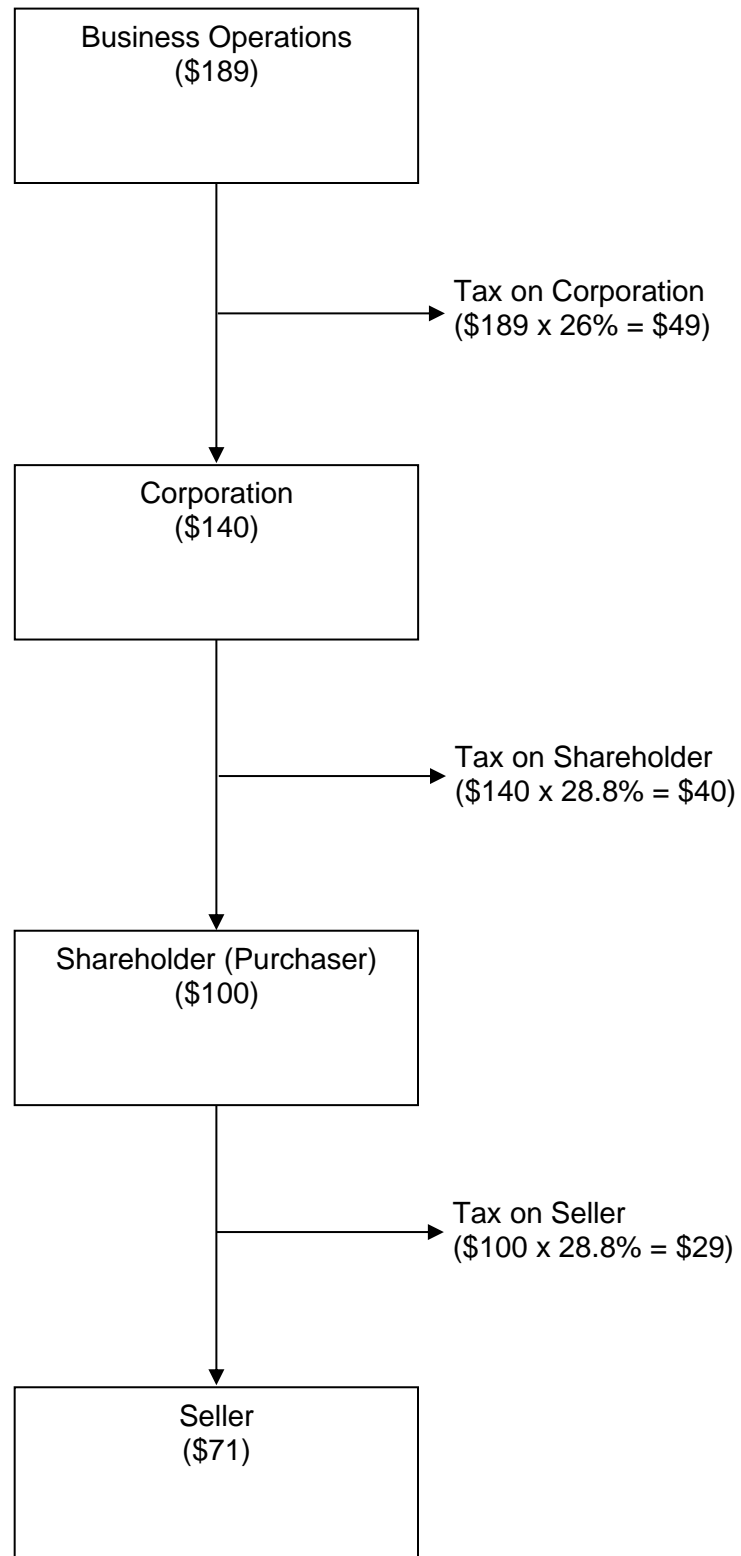 Business Operations
($189)
Tax on Corporation
($189 x 26% = $49)
Corporation
($140)
Tax on Shareholder
($140 x 28.8% = $40)
Shareholder (Purchaser)
($100)
Tax on Seller
($100 x 28.8% = $29)
Seller
($71)